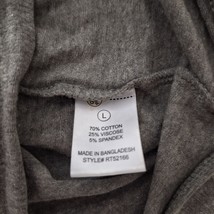 L
70% COTTON
25% VISCOSE
5% SPANDEX
MADE IN BANGLADESH
STYLE# RT52166